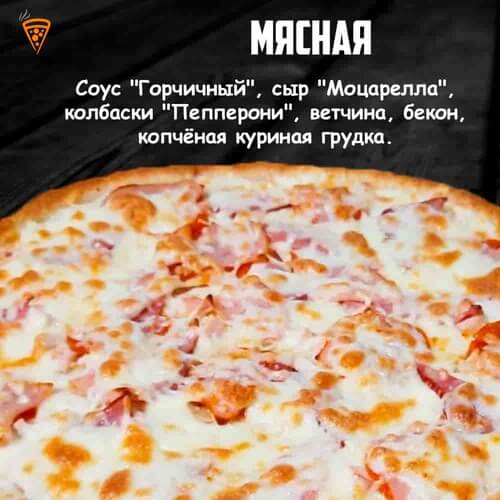 МЯСНАЯ
Соус "Горчичный", сыр "Моцарелла",
колбаски "Пепперони", ветчина, бекон,
копчёная куриная грудка.